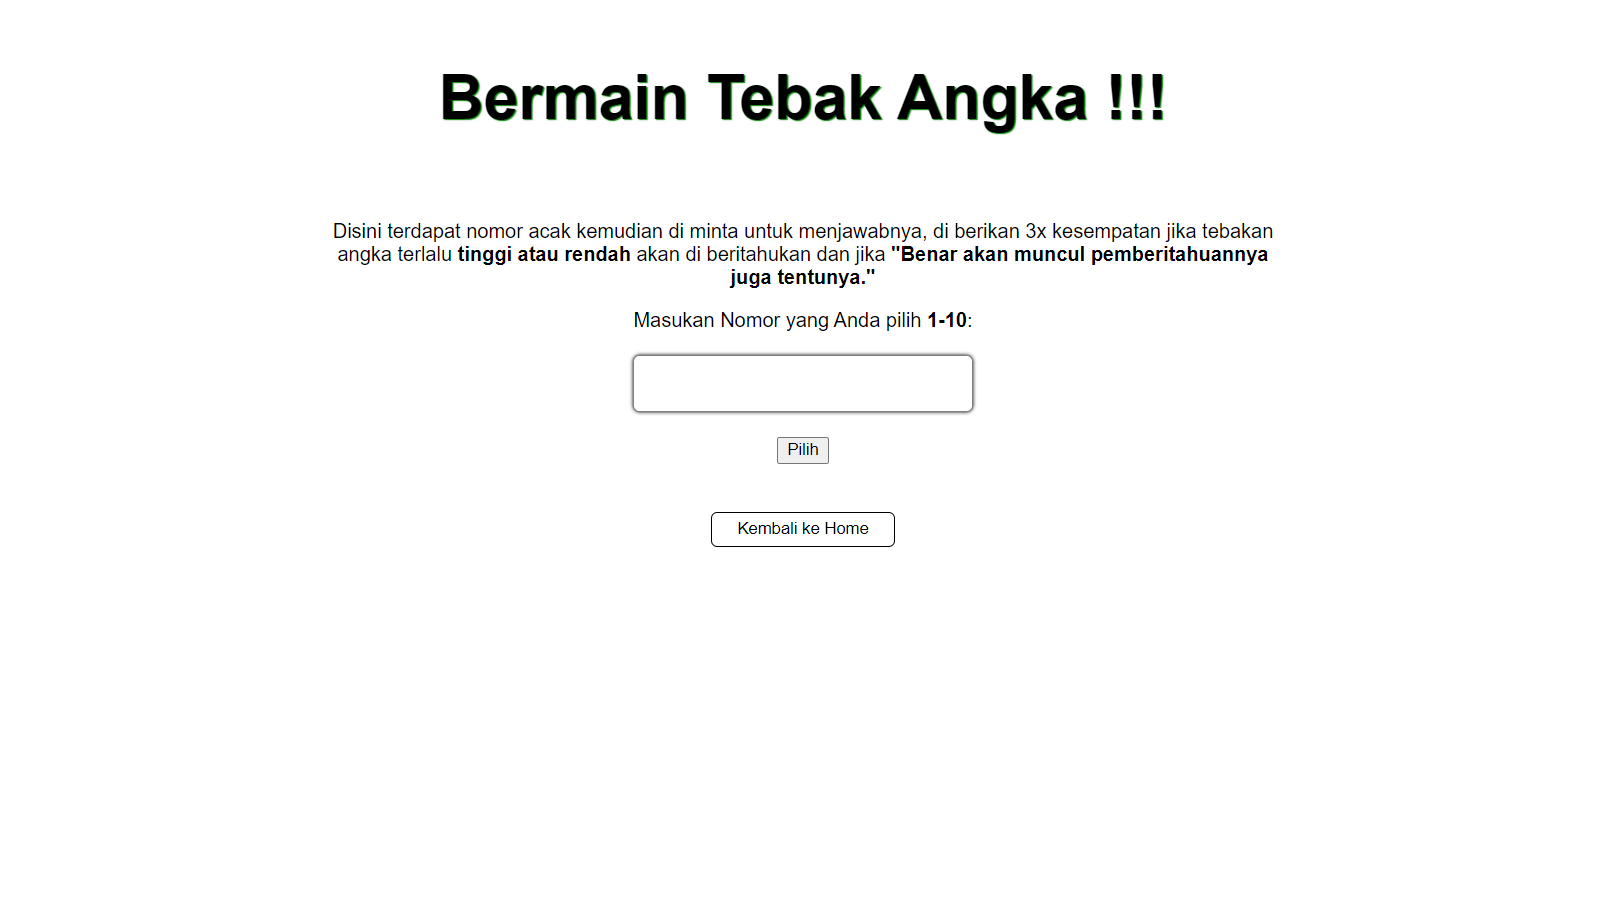 Bermain Tebak Angka !!!
Disini terdapat nomor acak kemudian di minta untuk menjawabnya, di berikan 3x kesempatan jika tebakan
angka terlalu tinggi atau rendah akan di beritahukan dan jika "Benar akan muncul pemberitahuannya
juga tentunya."
Masukan Nomor yang Anda pilih 1-10:
Pilih
Kembali ke Home